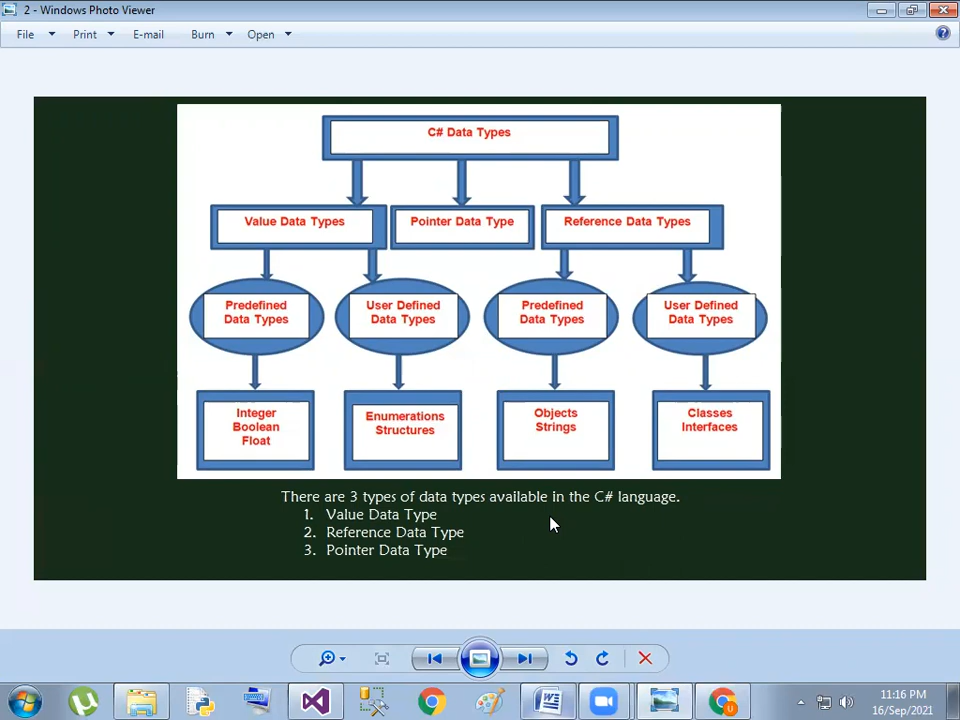 2 - Windows Photo Viewer
File Print E-mail Burn Open
C# Data Types
Value Data Types Pointer Data Type Reference Data Types
Predefined
Data Types
User Defined
Data Types
Predefined
Data Types
User Defined
Data Types
Integer
Boolean
Float
Enumerations
Structures
Objects
Strings
Classes
Interfaces
There are 3 types of data types available in the C# language.
1. Value Data Type
2. Reference Data Type
3. Pointer Data Type
11:16 PM
16/Sep/2021